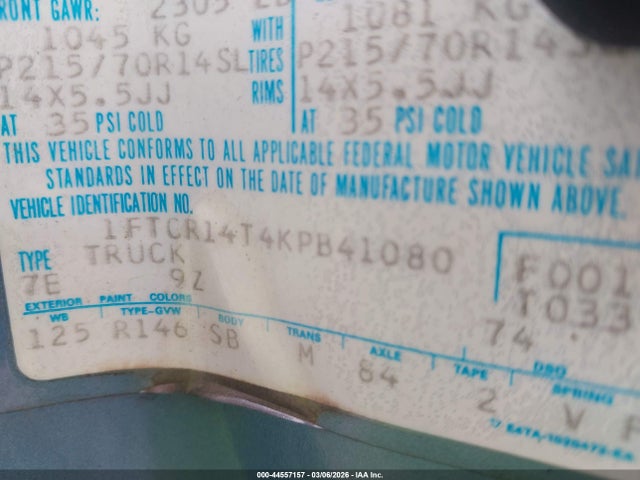 FRONT GAWR: 2305 LB
1045 KG WITH 1081 KG
P215/70R14SL TIRES P215/70R14S
14X5.5JJ RIMS 14X5.5JJ
AT 35 PSI COLD AT 35 PSI COLD
THIS VEHICLE CONFORMS TO ALL APPLICABLE FEDERAL MOTOR VEHICLE SA
STANDARDS IN EFFECT ON THE DATE OF MANUFACTURE SHOWN ABOVE.
VEHICLE IDENTIFICATION NO.
1FTCR14T4KPB41080
TYPE TRUCK F001
7E 9Z T033
EXTERIOR PAINT COLORS 74
WB TYPE-GVW BODY TRANS AXLE TAPE DSO SPRING
125 R146 SB M 84 2 V F
000-44557157 | 03/06/2026 | IAA Inc.